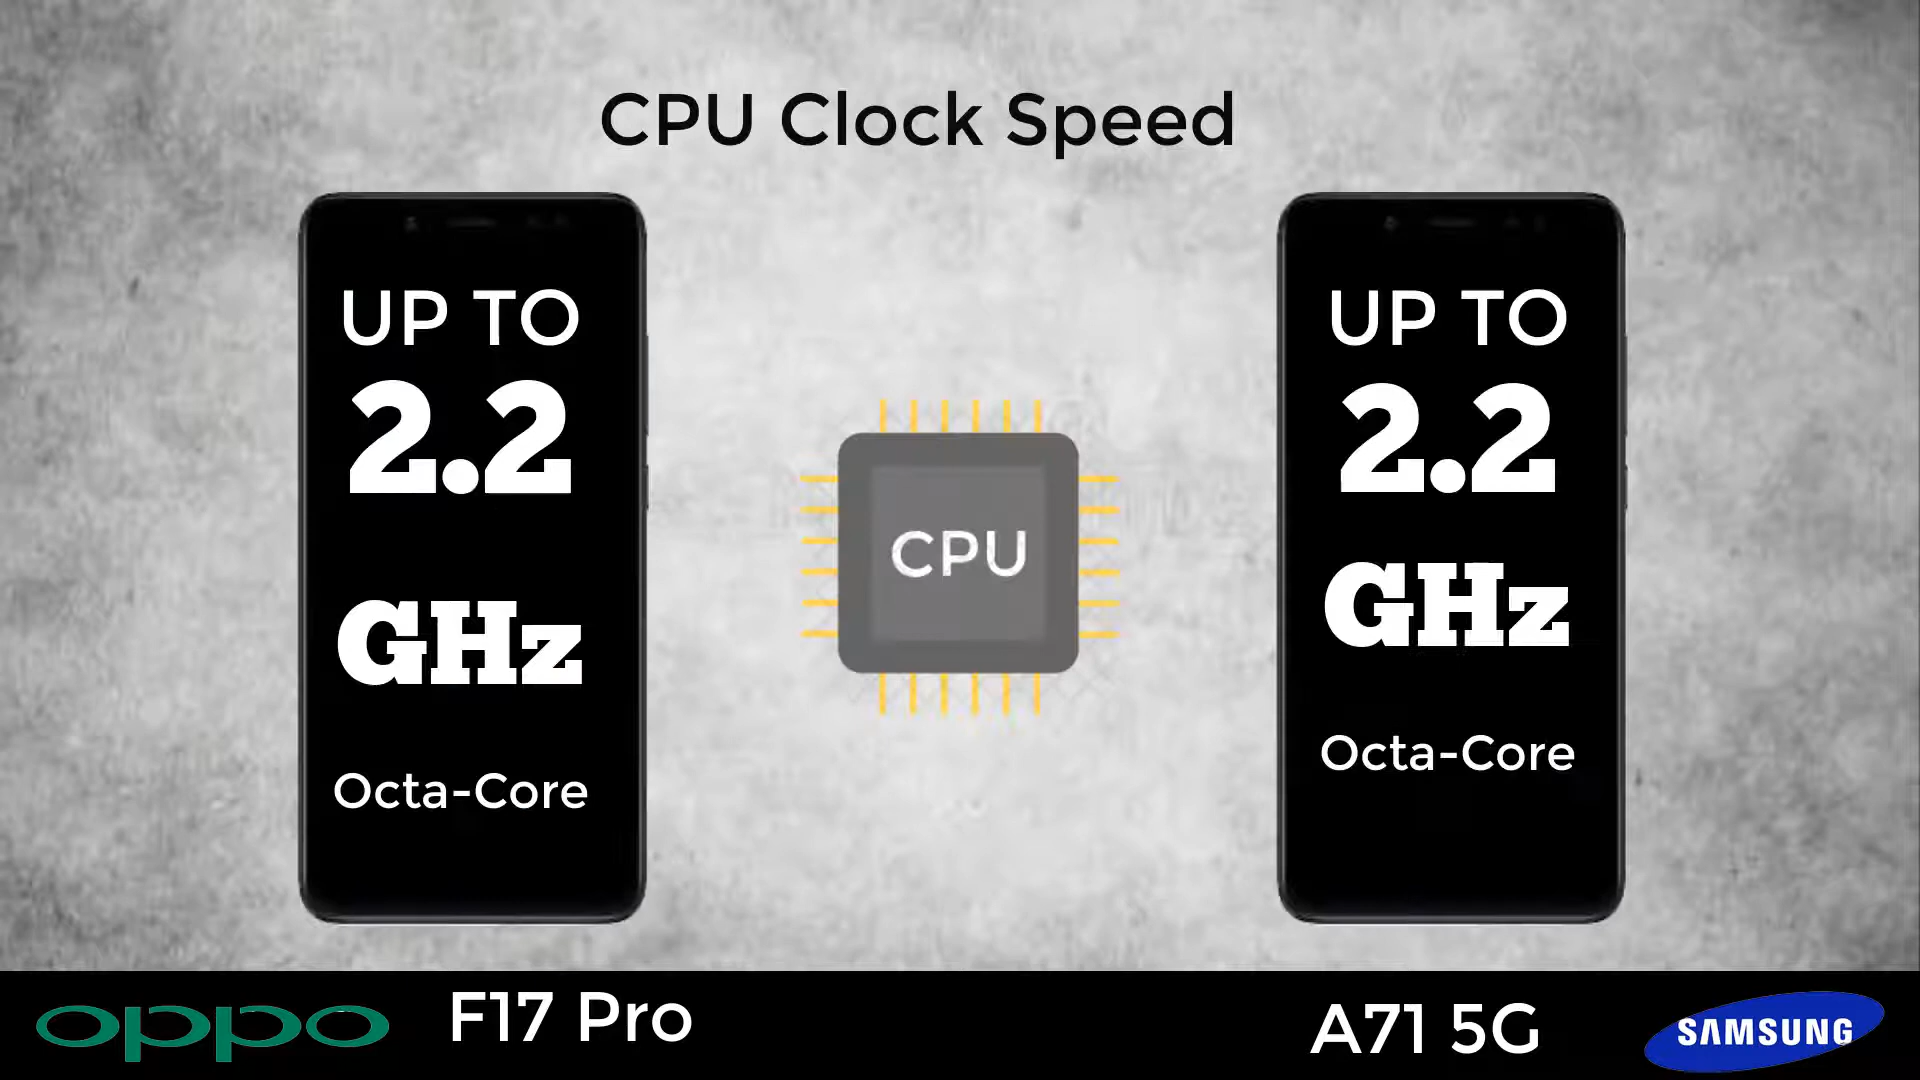 CPU Clock Speed
UP TO
2.2
GHz
Octa-Core
CPU
UP TO
2.2
GHz
Octa-Core
oppo F17 Pro
A71 5G SAMSUNG